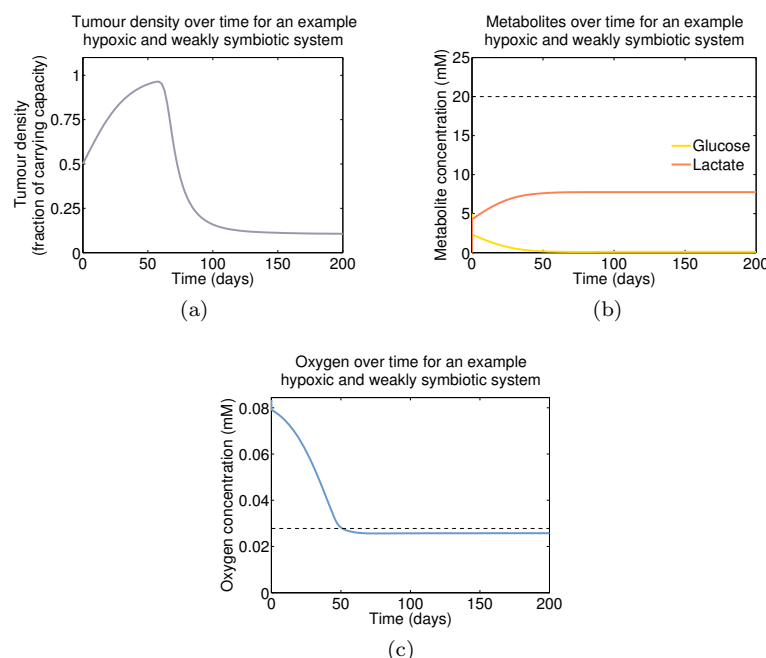 Tumour density over time for an example
hypoxic and weakly symbiotic system
Tumour density
(fraction of carrying capacity)
1
0.75
0.5
0.25
0
0 50 100 150 200
Time (days)
(a)
Metabolites over time for an example
hypoxic and weakly symbiotic system
Metabolite concentration (mM)
25
20
15
10
5
0
Glucose
Lactate
0 50 100 150 200
Time (days)
(b)
Oxygen over time for an example
hypoxic and weakly symbiotic system
Oxygen concentration (mM)
0.08
0.06
0.04
0.02
0
0 50 100 150 200
Time (days)
(c)